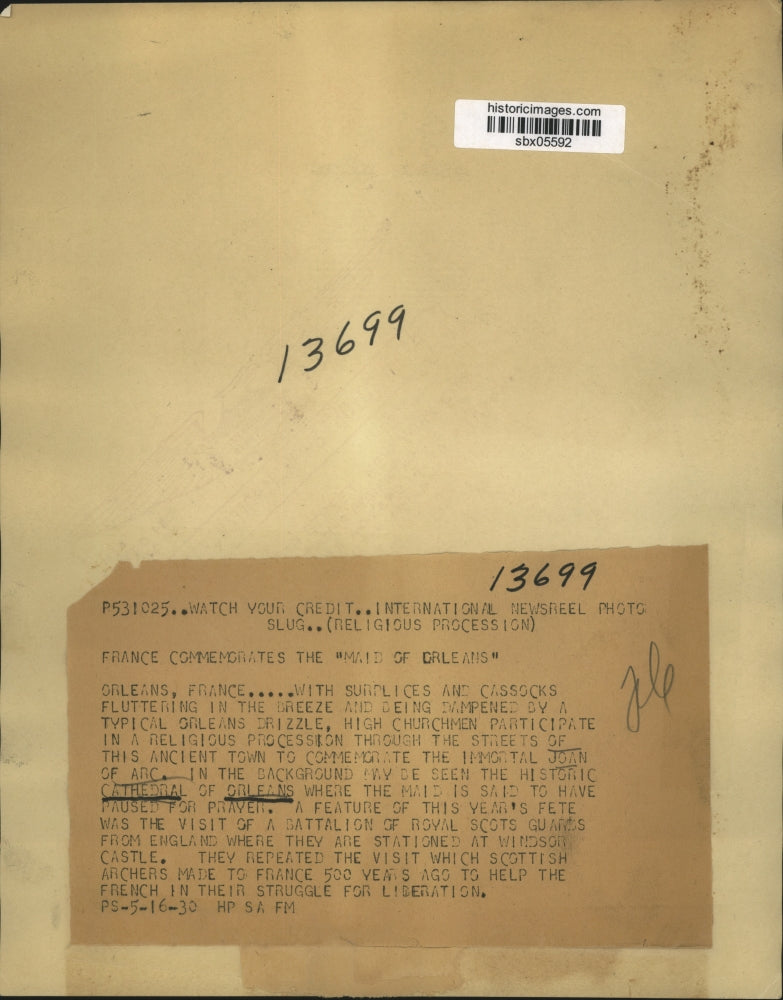 historicimages.com
sbx05592
13699
13699
P531025..WATCH YOUR CREDIT..INTERNATIONAL NEWSREEL PHOTO
SLUG..(RELIGIOUS PROCESSION)
FRANCE COMMEMORATES THE "MAID OF ORLEANS"
ORLEANS, FRANCE.....WITH SURPLICES AND CASSOCKS
FLUTTERING IN THE BREEZE AND BEING DAMPENED BY A
TYPICAL ORLEANS DRIZZLE, HIGH CHURCHMEN PARTICIPATE
IN A RELIGIOUS PROCESSION THROUGH THE STREETS OF
THIS ANCIENT TOWN TO COMMEMORATE THE IMMORTAL JOAN
OF ARC. IN THE BACKGROUND MAY BE SEEN THE HISTORIC
CATHEDRAL OF ORLEANS WHERE THE MAID IS SAID TO HAVE
PAUSED FOR PRAYER. A FEATURE OF THIS YEAR'S FETE
WAS THE VISIT OF A BATTALION OF ROYAL SCOTS GUARDS
FROM ENGLAND WHERE THEY ARE STATIONED AT WINDSOR
CASTLE. THEY REPEATED THE VISIT WHICH SCOTTISH
ARCHERS MADE TO FRANCE 500 YEARS AGO TO HELP THE
FRENCH IN THEIR STRUGGLE FOR LIBERATION.
PS-5-16-30 HP SA FM